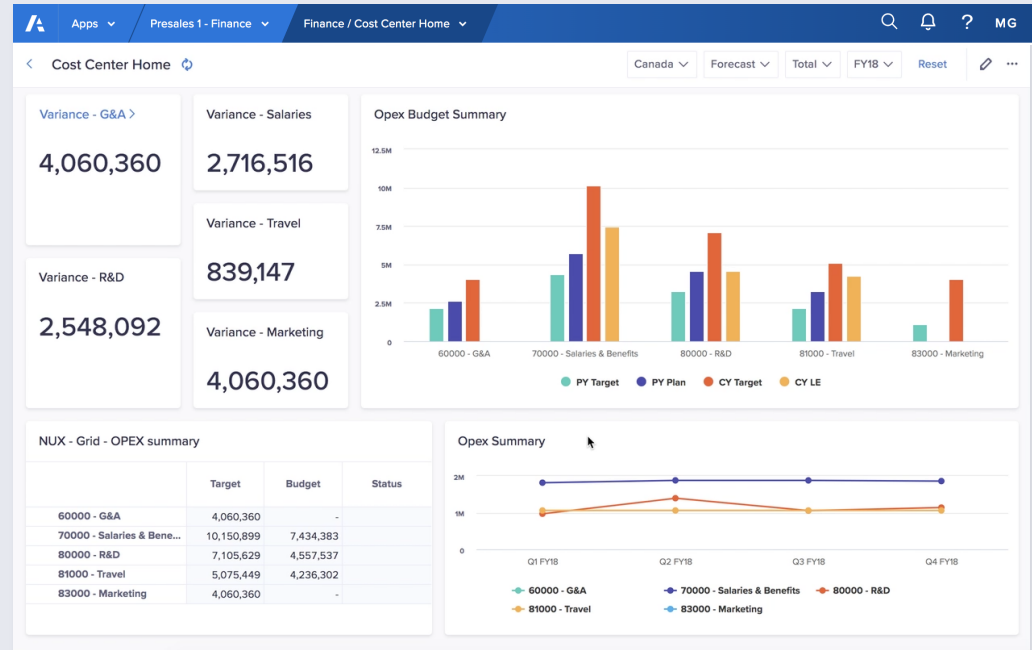 Apps
Presales 1 - Finance
Finance / Cost Center Home
?
MG
Cost Center Home
Canada
Forecast
Total
FY18
Reset
Variance - G&A
4,060,360
Variance - Salaries
2,716,516
Variance - Travel
839,147
Variance - R&D
2,548,092
Variance - Marketing
4,060,360
Opex Budget Summary
12.5M
10M
7.5M
5M
2.5M
0
60000 - G&A 70000 - Salaries & Benefits 80000 - R&D 81000 - Travel 83000 - Marketing
PY Target PY Plan CY Target CY LE
NUX - Grid - OPEX summary
Target Budget Status
60000 - G&A 4,060,360 -
70000 - Salaries & Bene... 10,150,899 7,434,383
80000 - R&D 7,105,629 4,557,537
81000 - Travel 5,075,449 4,236,302
83000 - Marketing 4,060,360 -
Opex Summary
2M
1M
0
Q1 FY18 Q2 FY18 Q3 FY18 Q4 FY18
60000 - G&A 70000 - Salaries & Benefits 80000 - R&D
81000 - Travel 83000 - Marketing